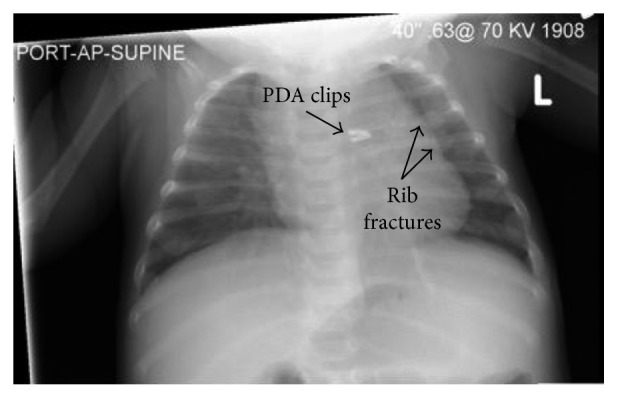 40" .63@ 70 KV 1908
PORT-AP-SUPINE
PDA clips
L
Rib
fractures